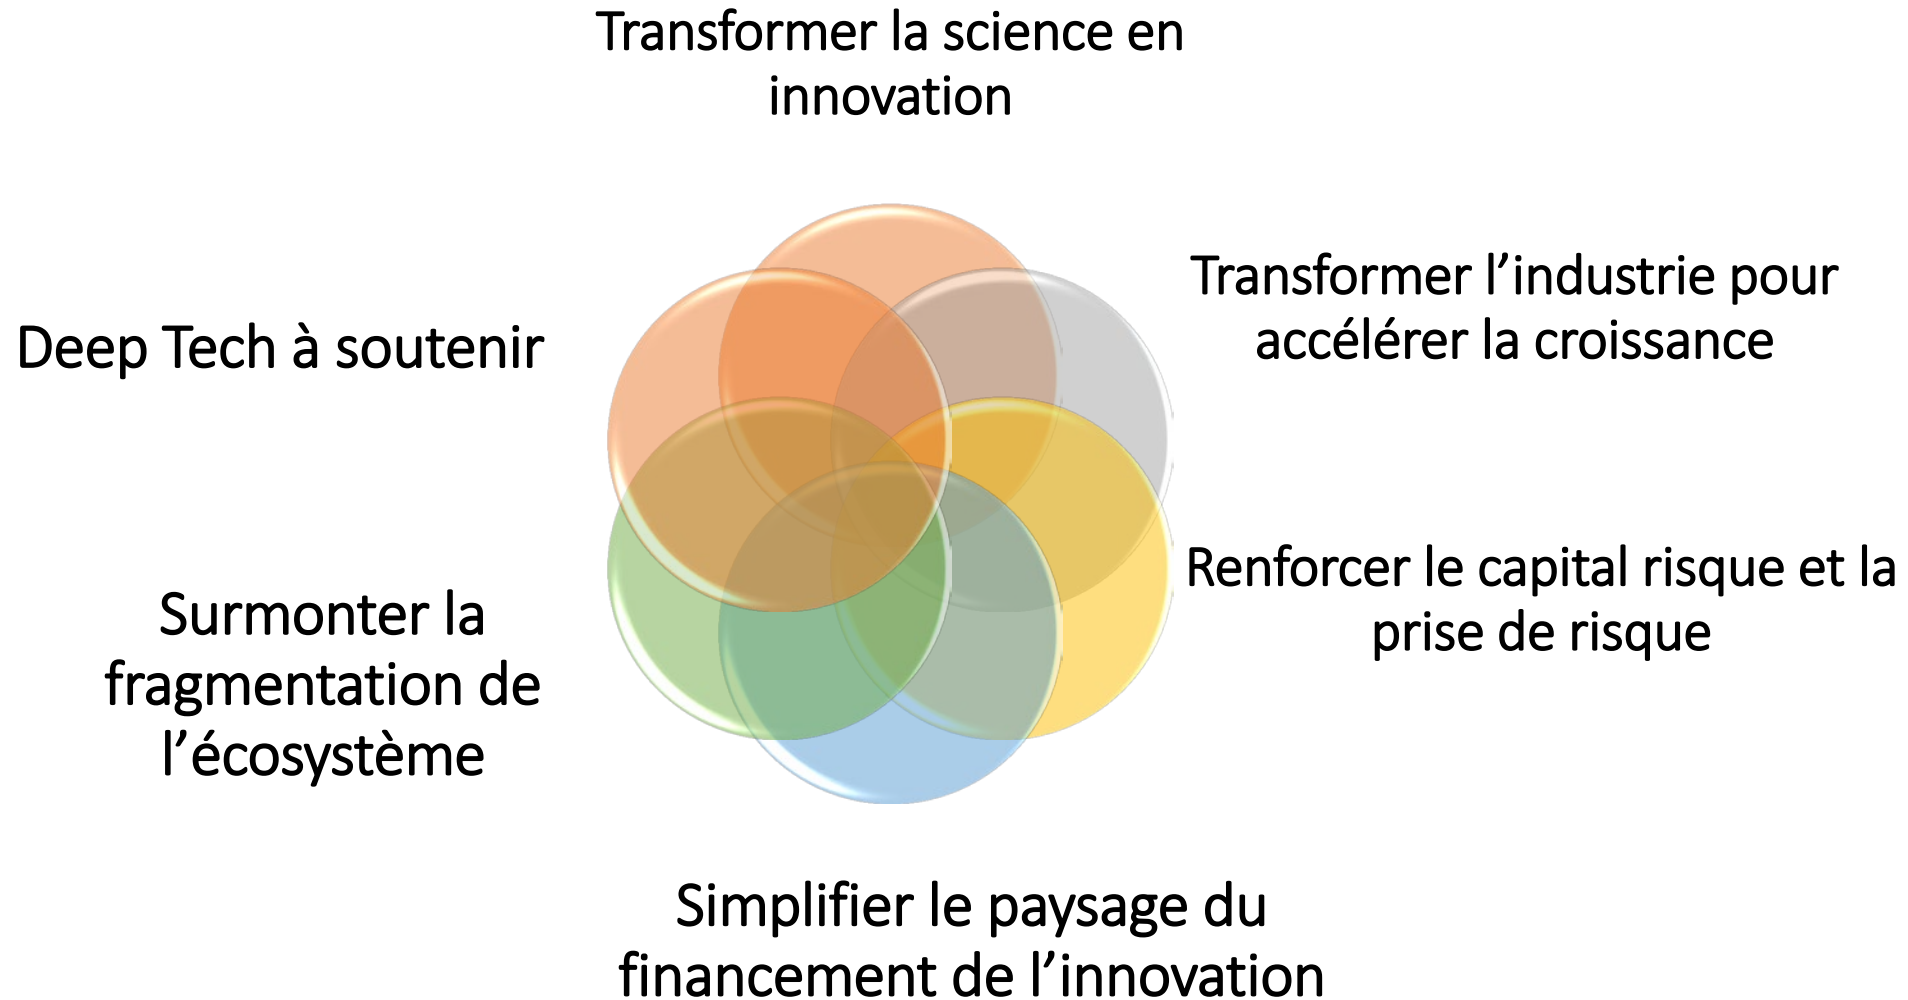 Transformer la science en
innovation
Transformer l’industrie pour
accélérer la croissance
Deep Tech à soutenir
Renforcer le capital risque et la
prise de risque
Surmonter la
fragmentation de
l’écosystème
Simplifier le paysage du
financement de l’innovation